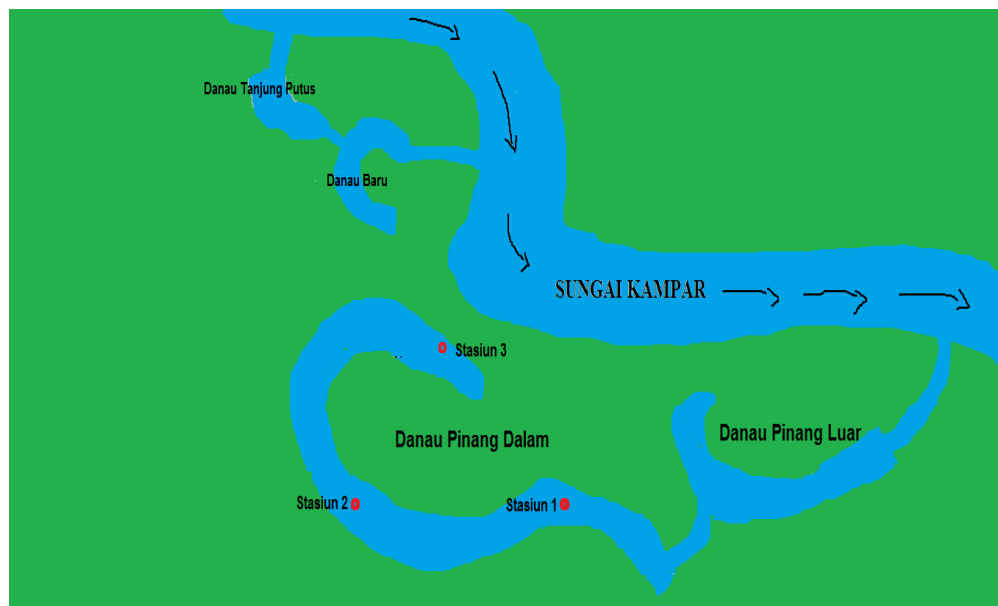 Danau Tanjung Putus
Danau Baru
SUNGAI KAMPAR
Stasiun 3
Danau Pinang Dalam
Danau Pinang Luar
Stasiun 2
Stasiun 1